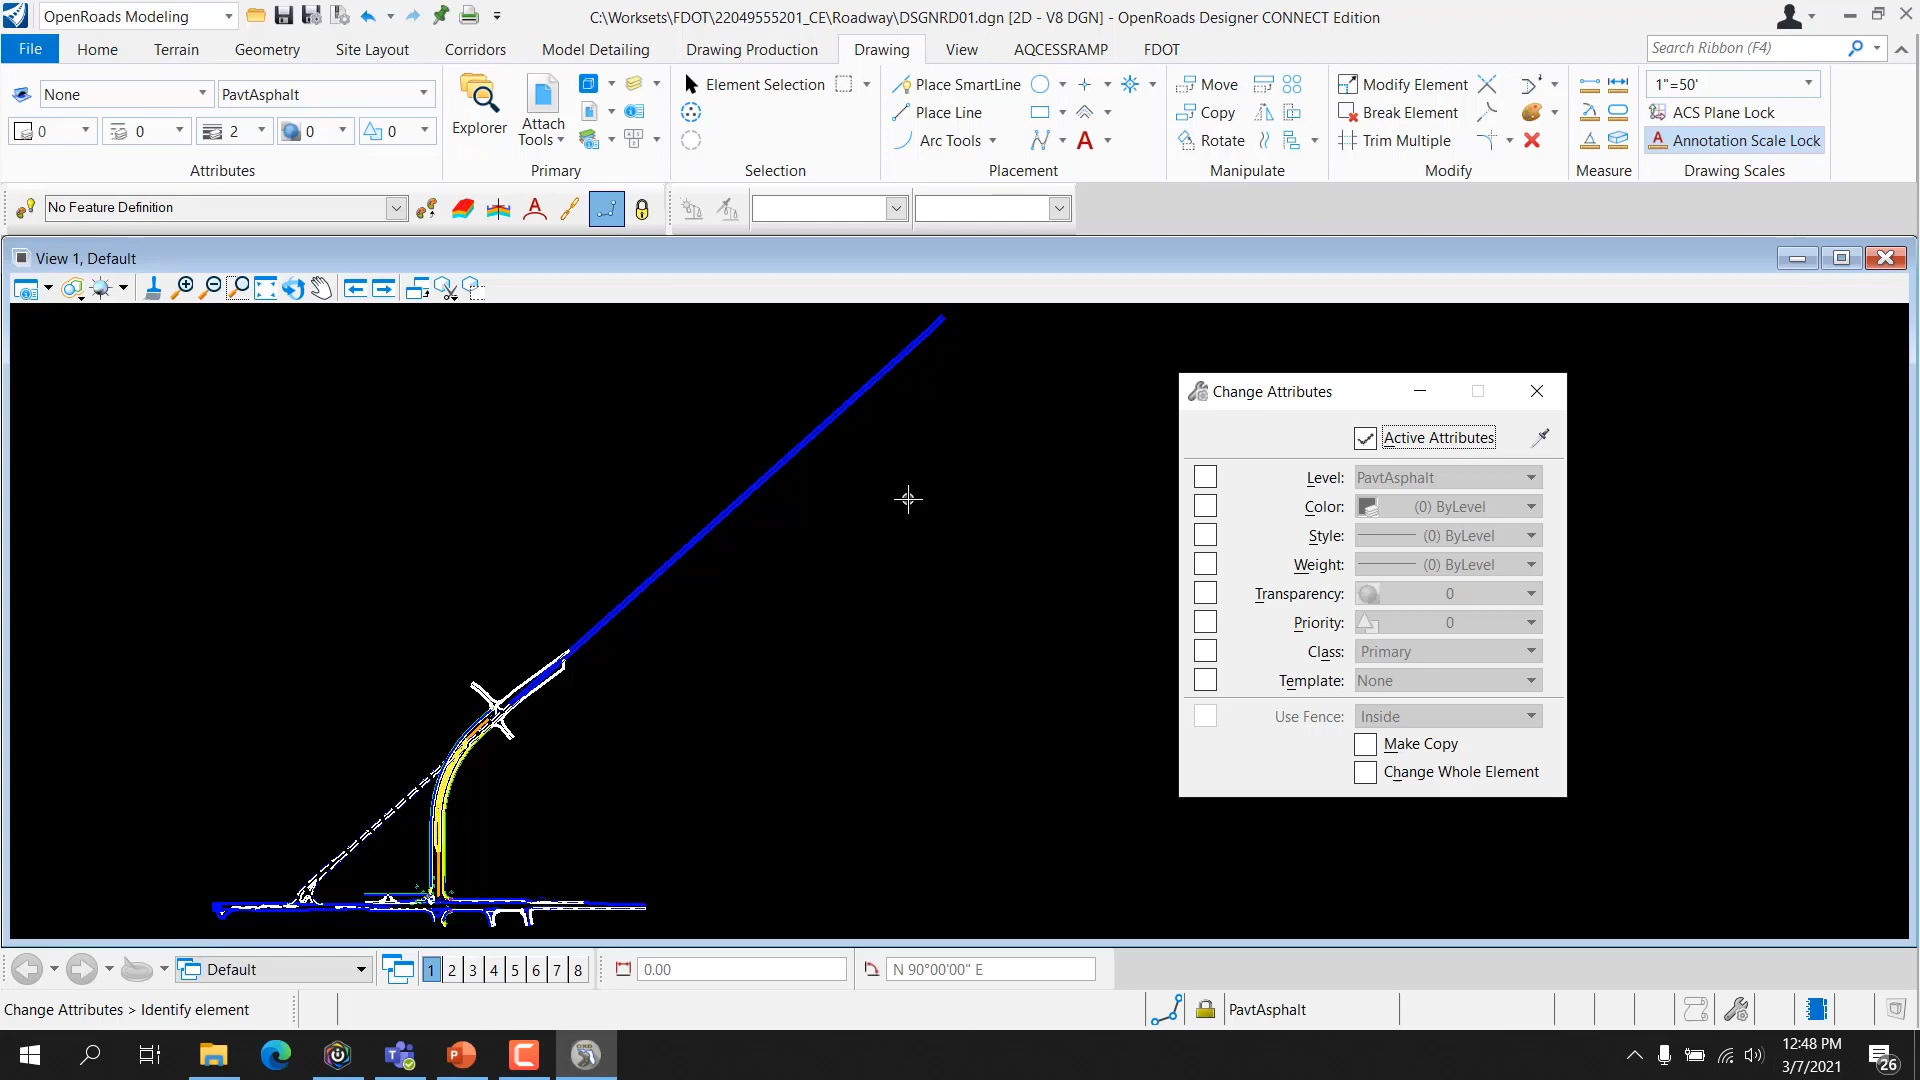 OpenRoads Modeling
C:\Worksets\FDOT\22049555201_CE\Roadway\DSGNRD01.dgn [2D - V8 DGN] - OpenRoads Designer CONNECT Edition
File Home Terrain Geometry Site Layout Corridors Model Detailing Drawing Production Drawing View AQCESSRAMP FDOT
Search Ribbon (F4)
None PavtAsphalt
0 0 2 0 0
Attributes
Explorer
Attach
Tools
Primary
Element Selection
Selection
Place SmartLine
Place Line
Arc Tools
Placement
Move
Copy
Rotate
Manipulate
Modify Element
Break Element
Trim Multiple
Modify
Measure
1"=50'
ACS Plane Lock
Annotation Scale Lock
Drawing Scales
No Feature Definition
View 1, Default
Change Attributes
Active Attributes
Level: PavtAsphalt
Color: (0) ByLevel
Style: (0) ByLevel
Weight: (0) ByLevel
Transparency: 0
Priority: 0
Class: Primary
Template: None
Use Fence: Inside
Make Copy
Change Whole Element
Default
1 2 3 4 5 6 7 8
0.00
N 90°00'00" E
Change Attributes > Identify element
PavtAsphalt
12:48 PM
3/7/2021
26